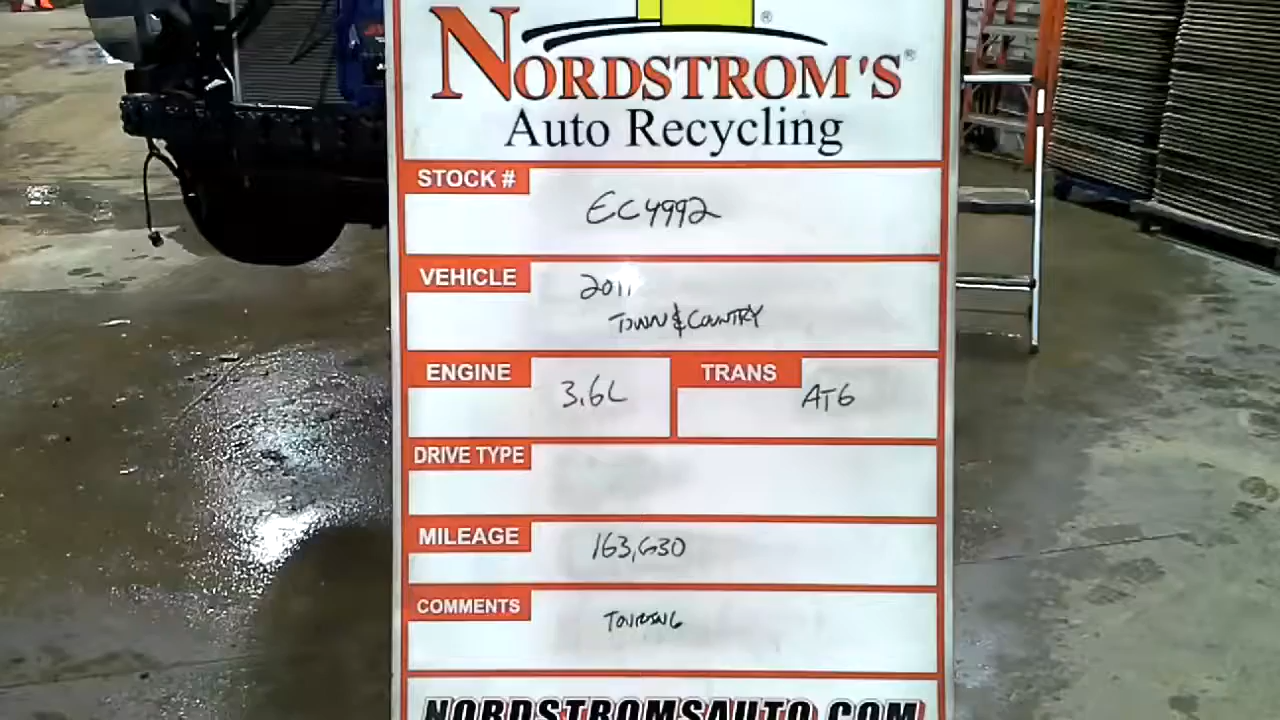 NORDSTROM'S®
Auto Recycling
STOCK #
EC4992
VEHICLE
2011
TOWN & COUNTRY
ENGINE
3.6L
TRANS
AT6
DRIVE TYPE
MILEAGE
163,630
COMMENTS
TOURING
NORDSTROMSAUTO.COM